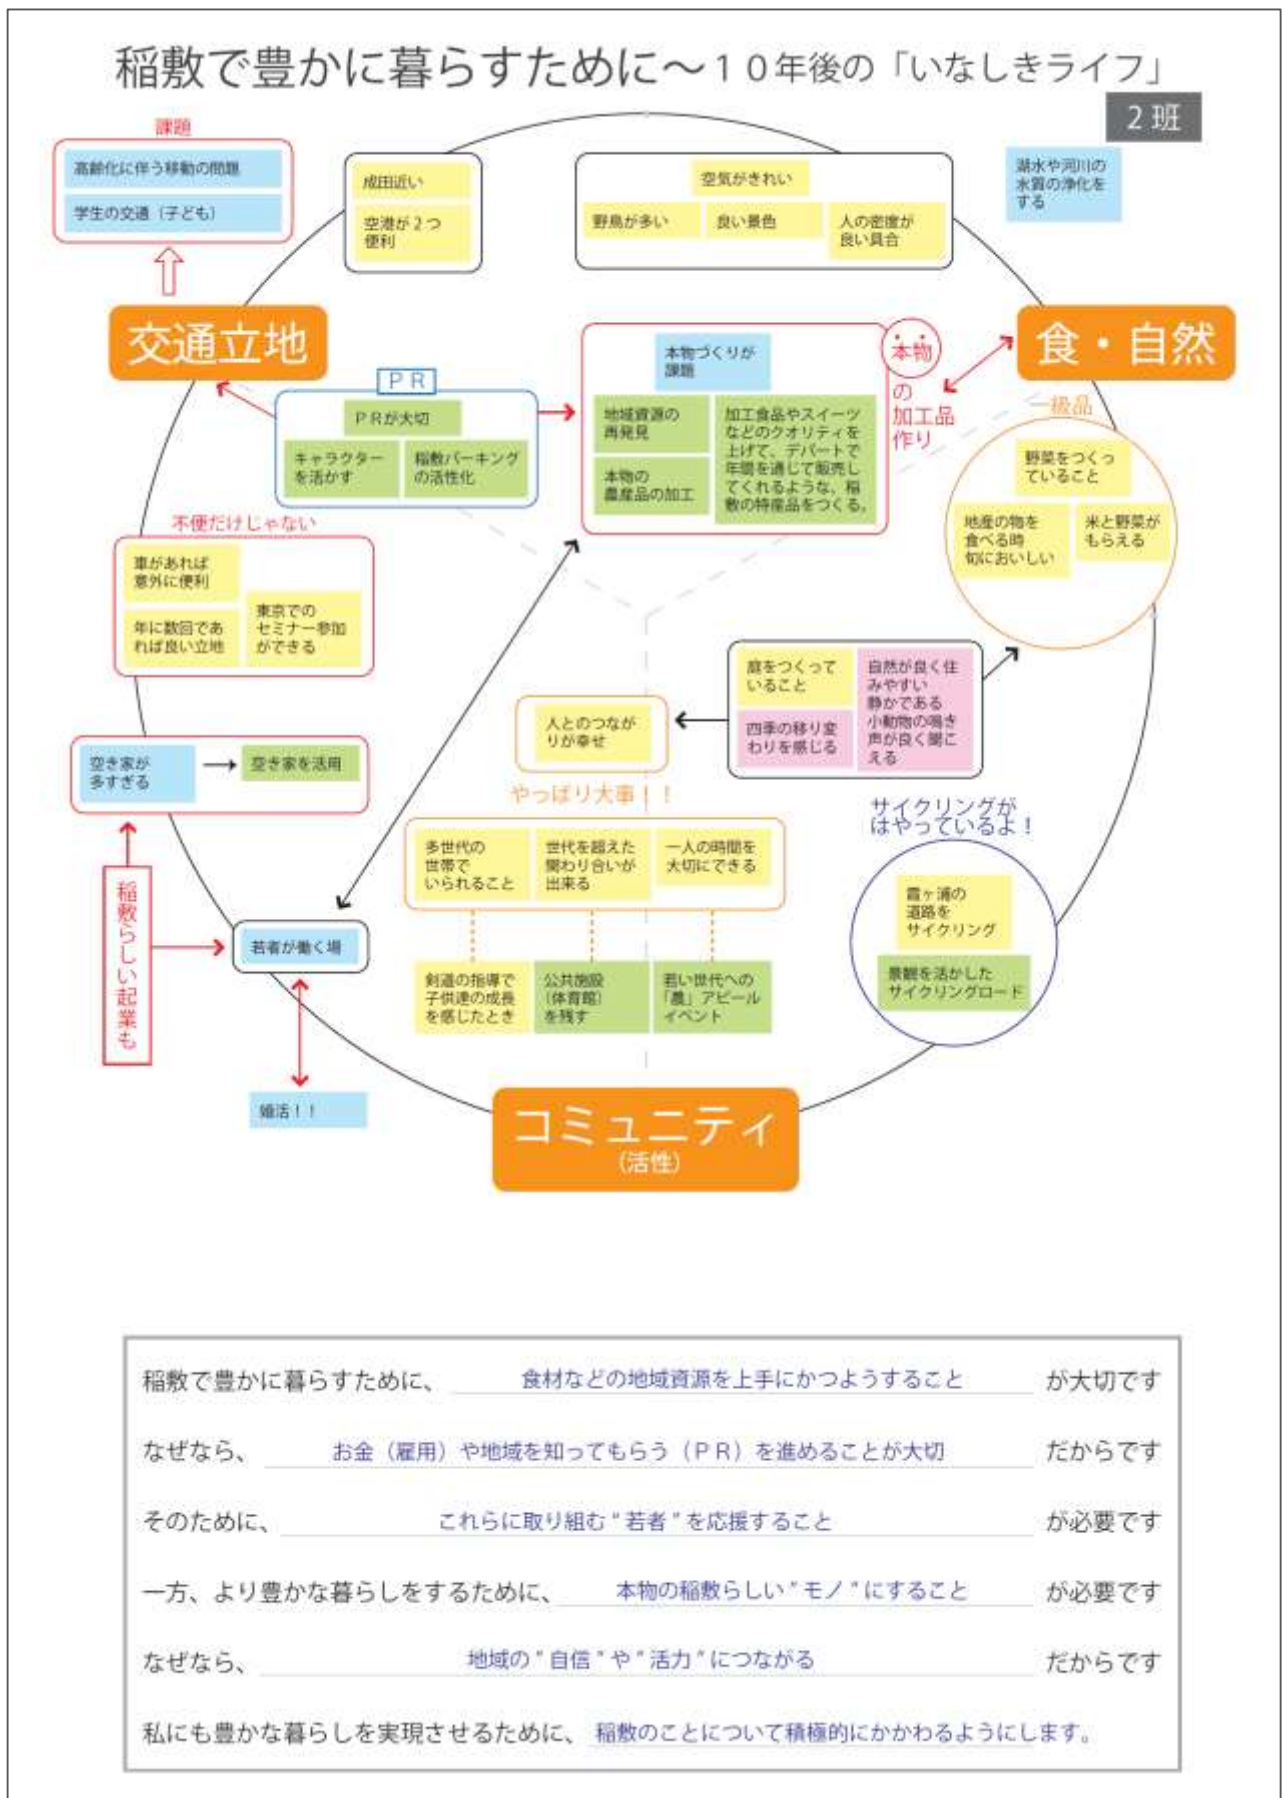 稲敷で豊かに暮らすために～１０年後の「いなしきライフ」
２班
課題
高齢化に伴う移動の問題
学生の交通（子ども）
成田近い
空港が２つ
便利
空気がきれい
野鳥が多い
良い景色
人の密度が
良い具合
湖水や河川の
水質の浄化を
する
交通立地
食・自然
ＰＲ
ＰＲが大切
キャラクター
を活かす
稲敷パーキング
の活性化
本物づくりが
課題
地域資源の
再発見
本物の
農産品の加工
加工食品やスイーツ
などのクオリティを
上げて、デパートで
年間を通じて販売し
てくれるような、稲
敷の特産品をつくる。
本物
の
加工品
作り
一級品
野菜をつくっ
ていること
地産の物を
食べる時
旬においしい
米と野菜が
もらえる
不便だけじゃない
車があれば
意外に便利
年に数回であ
れば良い立地
東京での
セミナー参加
ができる
庭をつくって
いること
四季の移り変
わりを感じる
自然が良く住
みやすい
静かである
小動物の鳴き
声が良く聞こ
える
人とのつなが
りが幸せ
やっぱり大事！！
空き家が
多すぎる
空き家を活用
多世代の
世帯で
いられること
世代を超えた
関わり合いが
出来る
一人の時間を
大切にできる
サイクリングが
はやっているよ！
霞ヶ浦の
道路を
サイクリング
景観を活かした
サイクリングロード
稲敷らしい起業も
若者が働く場
剣道の指導で
子供達の成長
を感じたとき
公共施設
（体育館）
を残す
若い世代への
「農」アピール
イベント
婚活！！
コミュニティ
（活性）
稲敷で豊かに暮らすために、 食材などの地域資源を上手にかつようすること が大切です
なぜなら、 お金（雇用）や地域を知ってもらう（ＰＲ）を進めることが大切 だからです
そのために、 これらに取り組む“若者”を応援すること が必要です
一方、より豊かな暮らしをするために、 本物の稲敷らしい“モノ”にすること が必要です
なぜなら、 地域の“自信”や“活力”につながる だからです
私にも豊かな暮らしを実現させるために、 稲敷のことについて積極的にかかわるようにします。